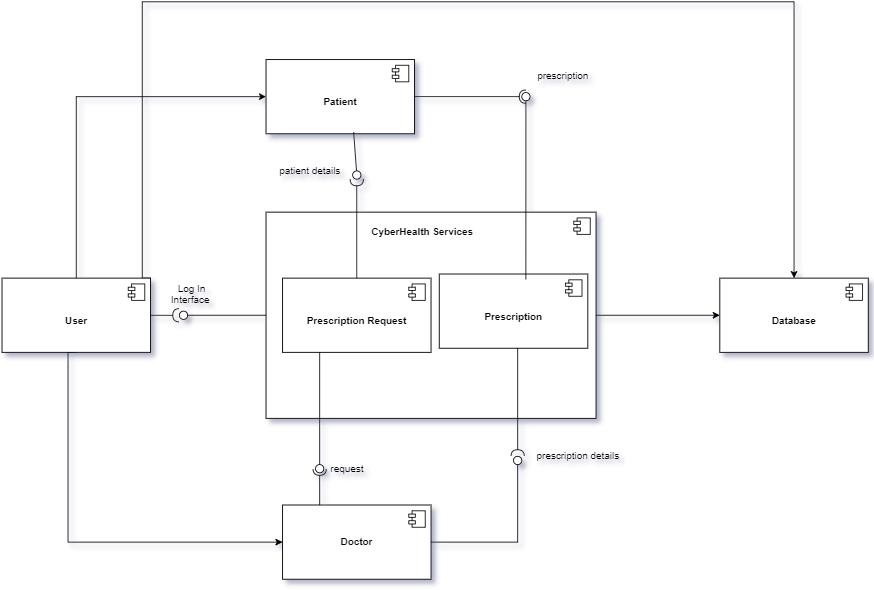 prescription
Patient
patient details
CyberHealth Services
Log In
Interface
User
Prescription Request
Prescription
Database
prescription details
request
Doctor